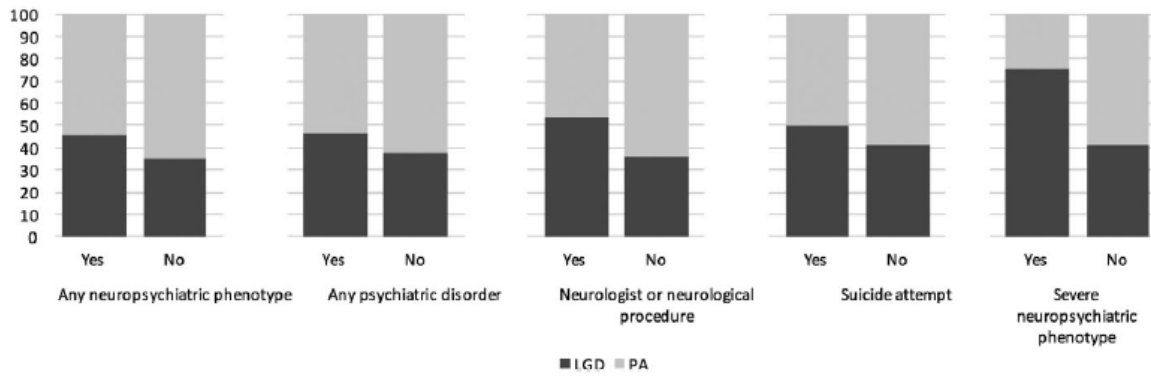 100
90
80
70
60
50
40
30
20
10
0
Yes No Yes No Yes No Yes No Yes No
Any neuropsychiatric phenotype
Any psychiatric disorder
Neurologist or neurological
procedure
Suicide attempt
Severe
neuropsychiatric
phenotype
LGD PA